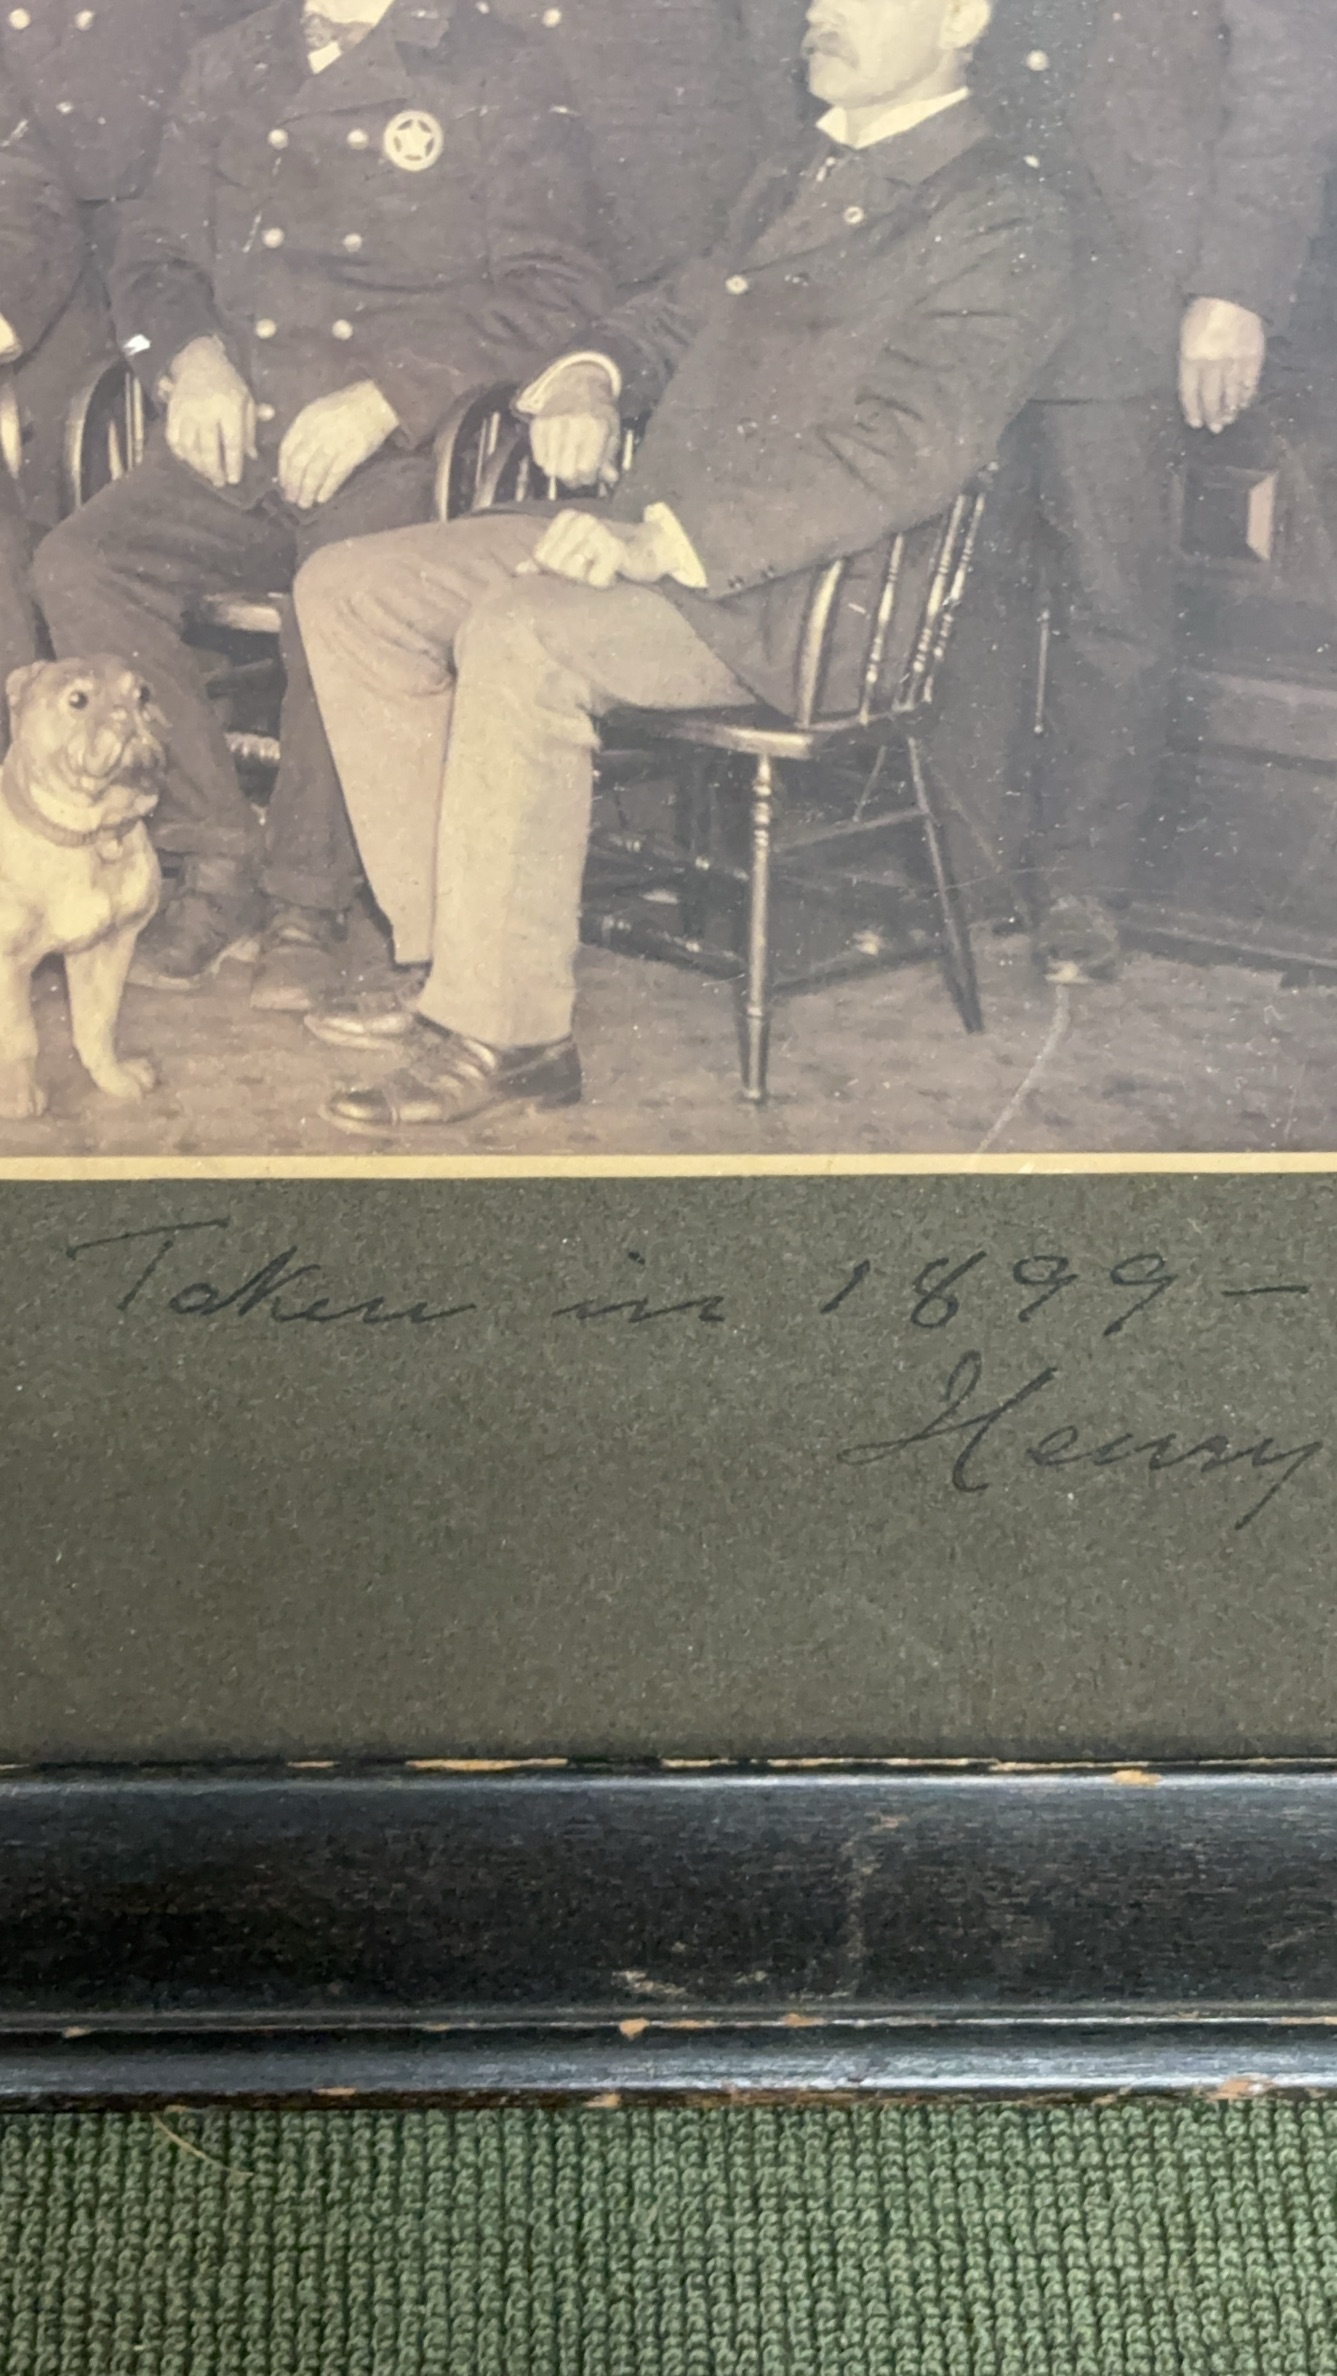 Taken in 1899 –
Henry